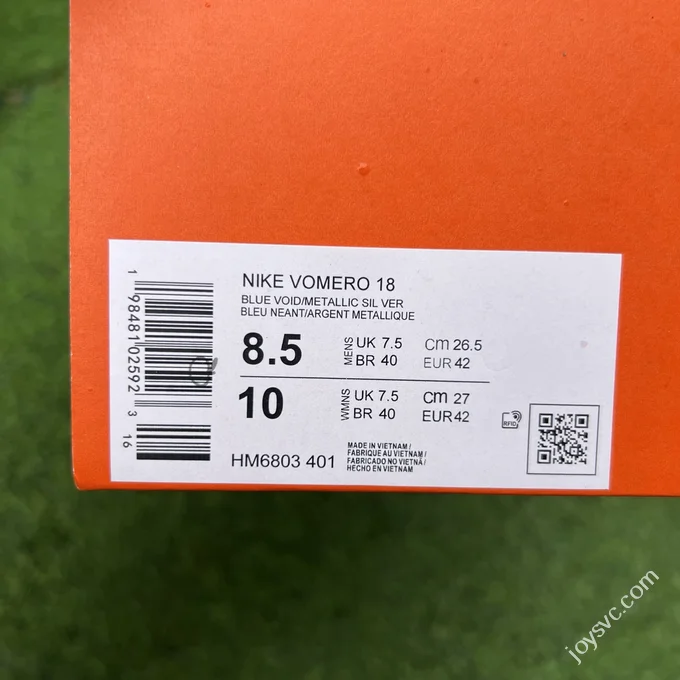 NIKE VOMERO 18
BLUE VOID/METALLIC SIL VER
BLEU NEANT/ARGENT METALLIQUE
8.5 MENS UK 7.5 Cm 26.5
BR 40 EUR 42
10 WMNS UK 7.5 Cm 27
BR 40 EUR 42
HM6803 401
MADE IN VIETNAM/
FABRIQUE AU VIETNAM/
FABRICADO NO VIETNÃ/
HECHO EN VIETNAM
RFID
1 98481 02592 3
16
joysvc.com